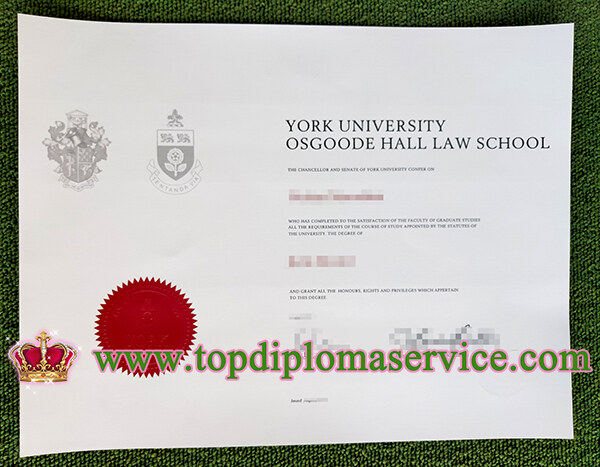 YORK UNIVERSITY
OSGOODE HALL LAW SCHOOL
THE CHANCELLOR AND SENATE OF YORK UNIVERSITY CONFER ON
WHO HAS COMPLETED TO THE SATISFACTION OF THE FACULTY OF GRADUATE STUDIES
ALL THE REQUIREMENTS OF THE COURSE OF STUDY APPOINTED BY THE STATUTES OF
THE UNIVERSITY, THE DEGREE OF
AND GRANT ALL THE HONOURS, RIGHTS AND PRIVILEGES WHICH APPERTAIN
TO THIS DEGREE.
www.topdiplomaservice.com